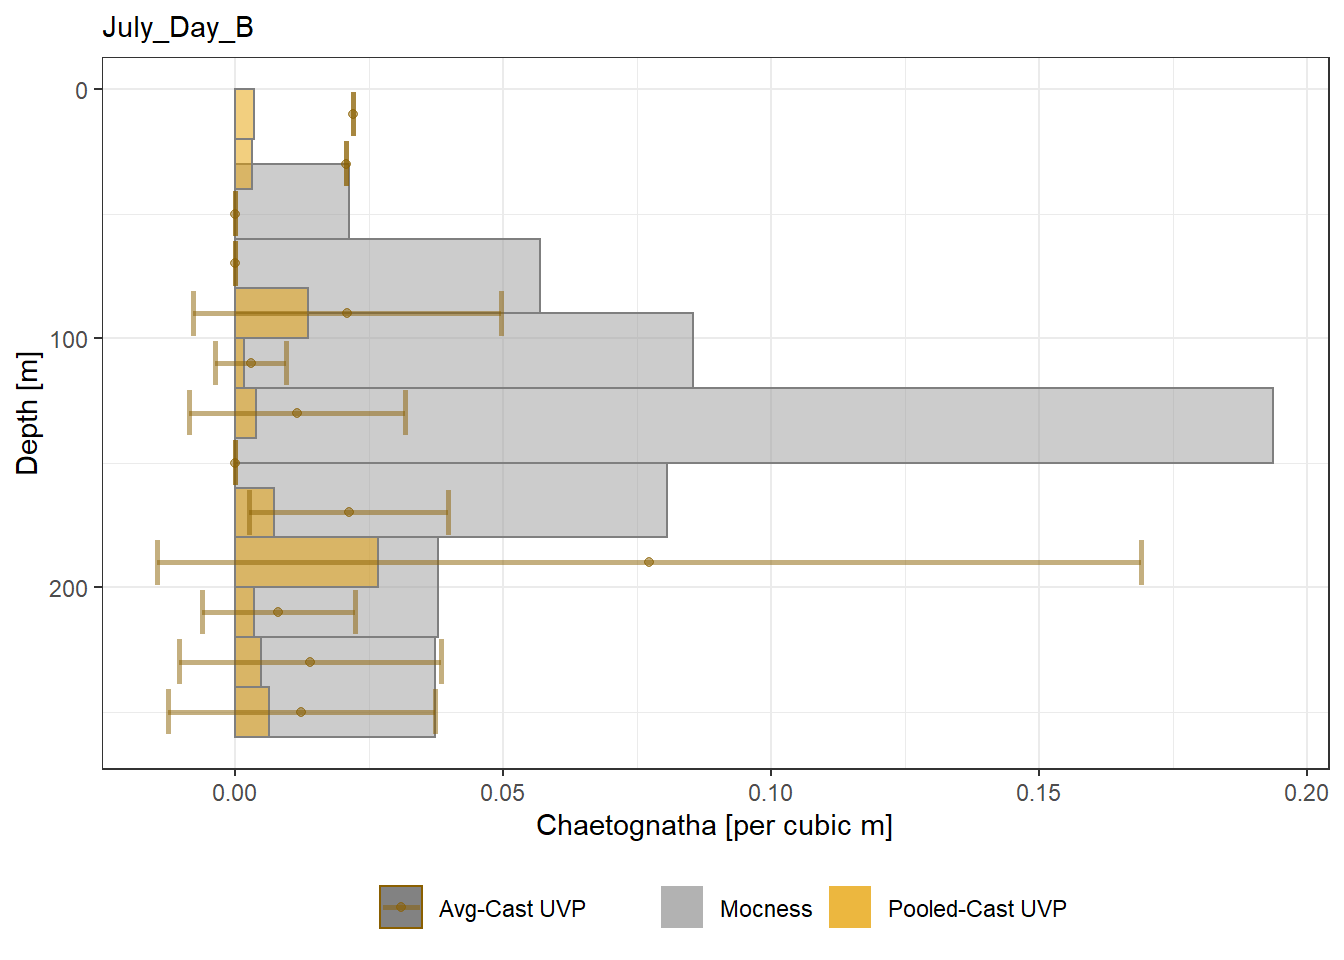 July_Day_B
0
100
200
Depth [m]
0.00 0.05 0.10 0.15 0.20
Chaetognatha [per cubic m]
Avg-Cast UVP Mocness Pooled-Cast UVP